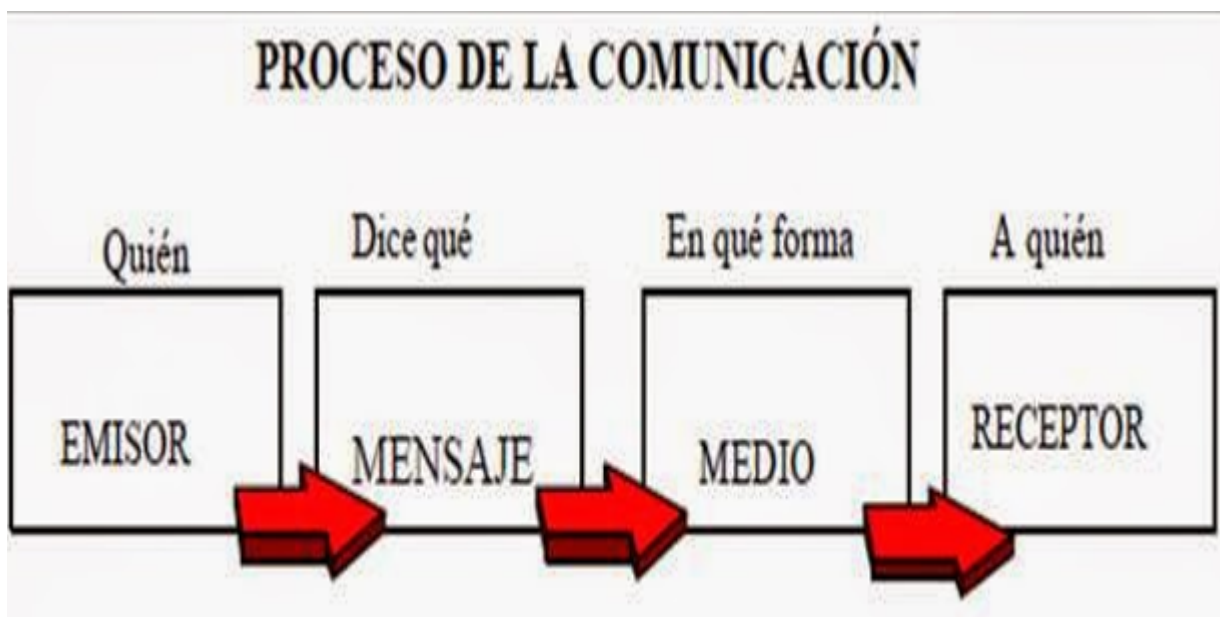 PROCESO DE LA COMUNICACIÓN
Quién
Dice qué
En qué forma
A quién
EMISOR
MENSAJE
MEDIO
RECEPTOR